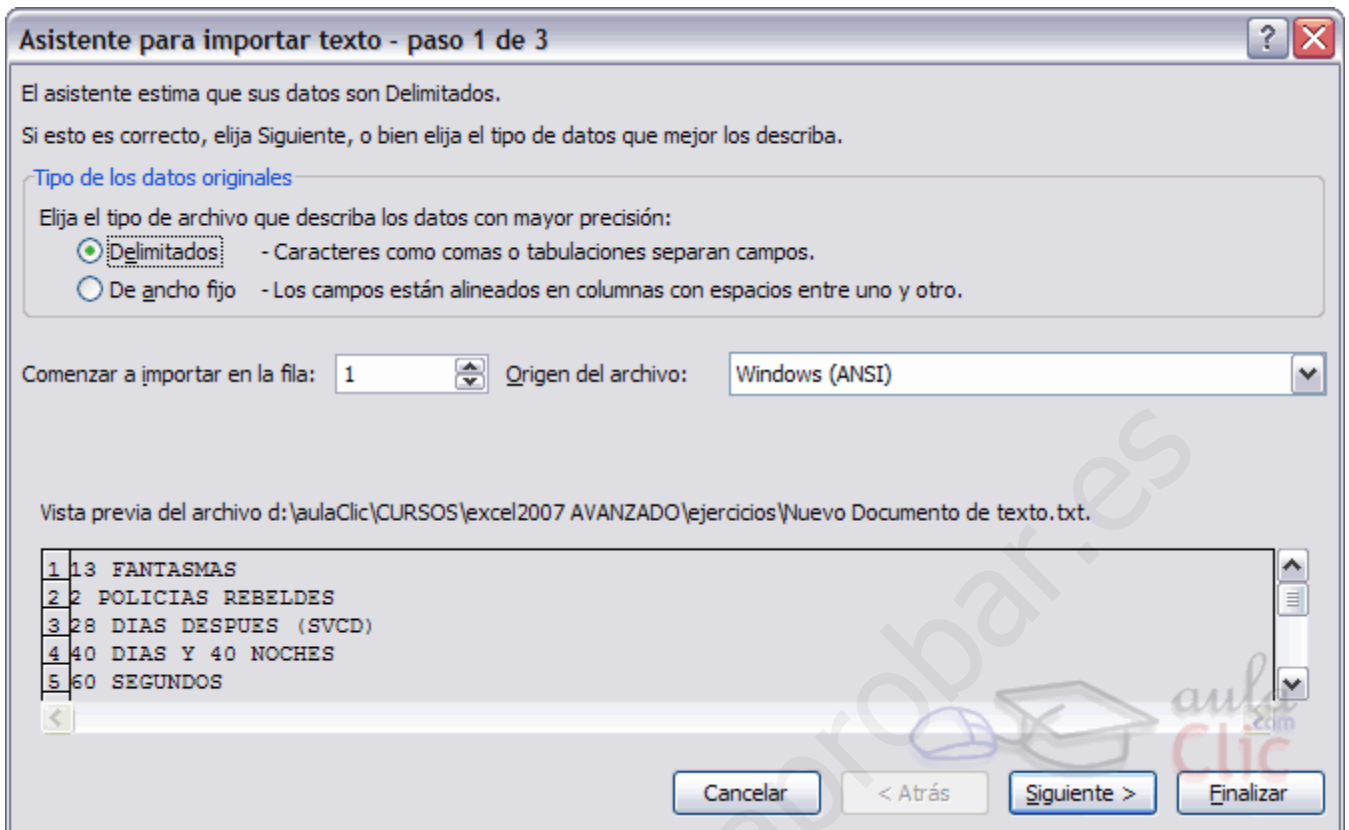 Asistente para importar texto - paso 1 de 3
El asistente estima que sus datos son Delimitados.
Si esto es correcto, elija Siguiente, o bien elija el tipo de datos que mejor los describa.
Tipo de los datos originales
Elija el tipo de archivo que describa los datos con mayor precisión:
Delimitados - Caracteres como comas o tabulaciones separan campos.
De ancho fijo - Los campos están alineados en columnas con espacios entre uno y otro.
Comenzar a importar en la fila: 1 Origen del archivo: Windows (ANSI)
Vista previa del archivo d:\aulaClic\CURSOS\excel2007 AVANZADO\ejercicios\Nuevo Documento de texto.txt.
1 13 FANTASMAS
2 2 POLICIAS REBELDES
3 28 DIAS DESPUES (SVCD)
4 40 DIAS Y 40 NOCHES
5 60 SEGUNDOS
aula
Clic
.com
Cancelar < Atrás Siguiente > Finalizar
aprobar.es